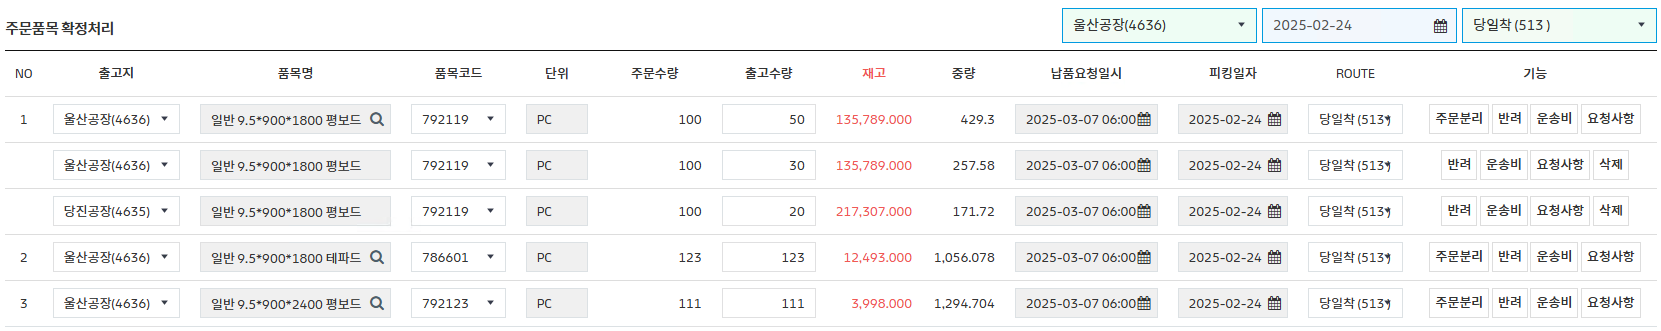 주문품목 확정처리 울산공장(4636) 2025-02-24 당일착 (513 )
NO 출고지 품목명 품목코드 단위 주문수량 출고수량 재고 중량 납품요청일시 피킹일자 ROUTE 기능
1 울산공장(4636) 일반 9.5*900*1800 평보드 792119 PC 100 50 135,789.000 429.3 2025-03-07 06:00 2025-02-24 당일착 (513 주문분리 반려 운송비 요청사항
울산공장(4636) 일반 9.5*900*1800 평보드 792119 PC 100 30 135,789.000 257.58 2025-03-07 06:00 2025-02-24 당일착 (513 반려 운송비 요청사항 삭제
당진공장(4635) 일반 9.5*900*1800 평보드 792119 PC 100 20 217,307.000 171.72 2025-03-07 06:00 2025-02-24 당일착 (513 반려 운송비 요청사항 삭제
2 울산공장(4636) 일반 9.5*900*1800 테파드 786601 PC 123 123 12,493.000 1,056.078 2025-03-07 06:00 2025-02-24 당일착 (513 주문분리 반려 운송비 요청사항
3 울산공장(4636) 일반 9.5*900*2400 평보드 792123 PC 111 111 3,998.000 1,294.704 2025-03-07 06:00 2025-02-24 당일착 (513 주문분리 반려 운송비 요청사항